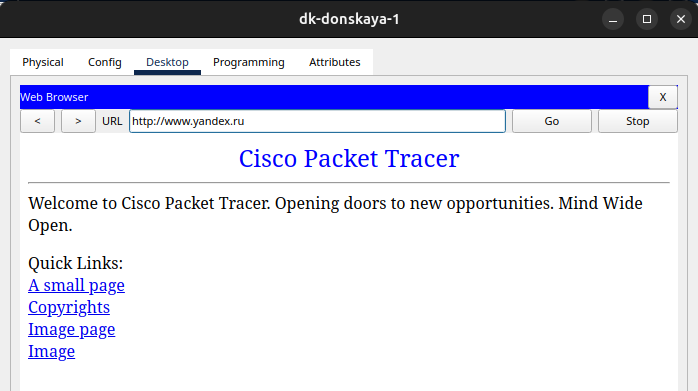 dk-donskaya-1
Physical Config Desktop Programming Attributes
Web Browser X
< > URL http://www.yandex.ru Go Stop
Cisco Packet Tracer
Welcome to Cisco Packet Tracer. Opening doors to new opportunities. Mind Wide
Open.
Quick Links:
A small page
Copyrights
Image page
Image